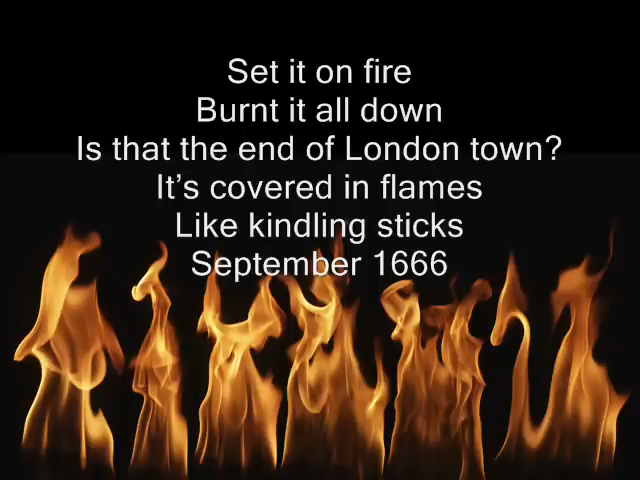 Set it on fire
Burnt it all down
Is that the end of London town?
It’s covered in flames
Like kindling sticks
September 1666